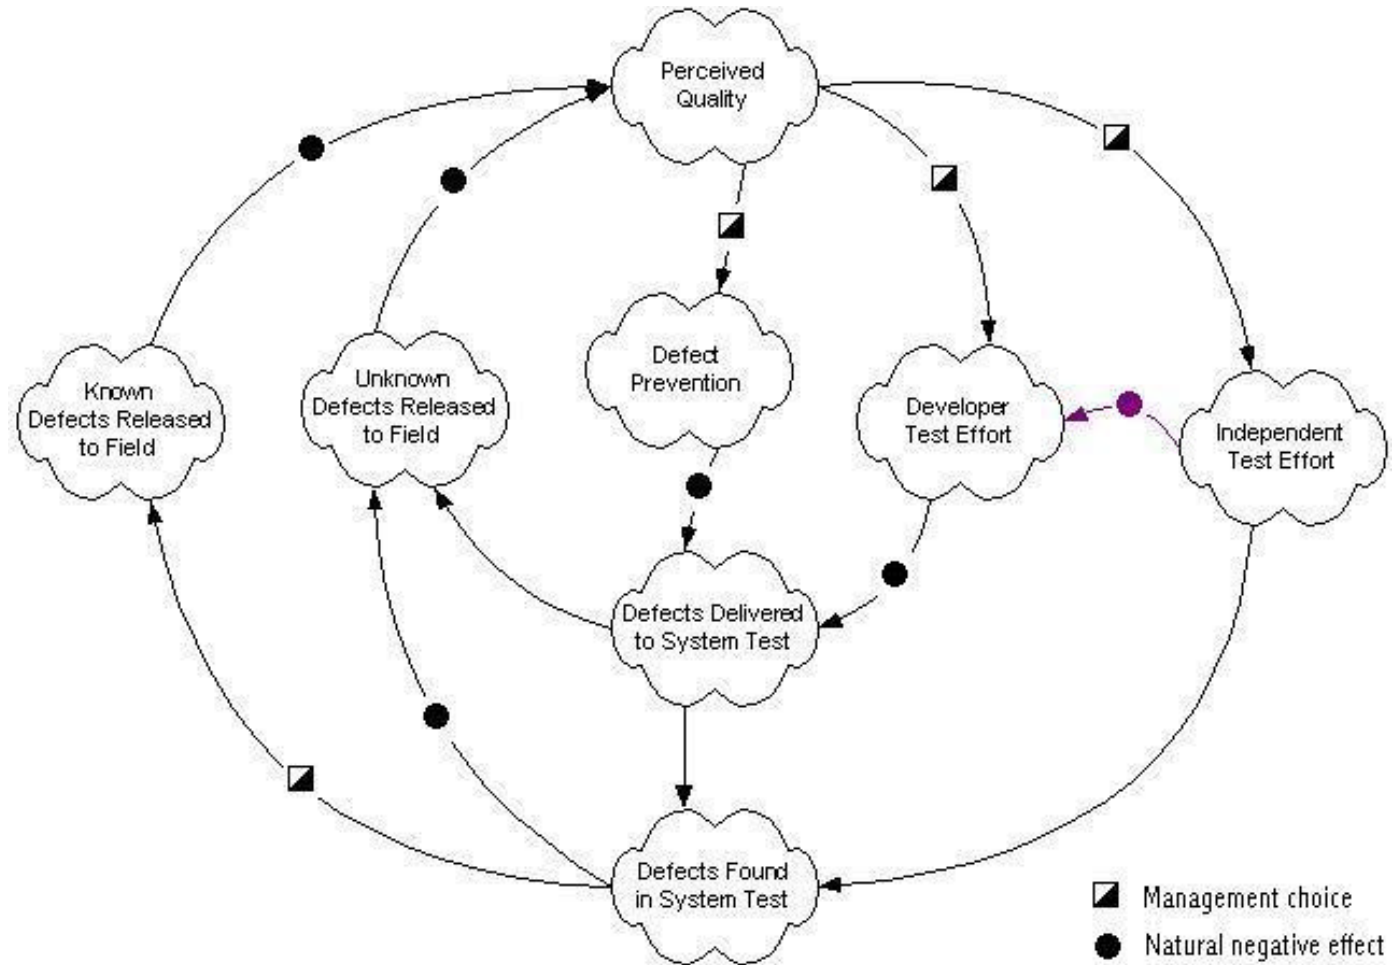 Perceived
Quality
Defect
Prevention
Known
Defects Released
to Field
Unknown
Defects Released
to Field
Developer
Test Effort
Independent
Test Effort
Defects Delivered
to System Test
Defects Found
in System Test
Management choice
Natural negative effect